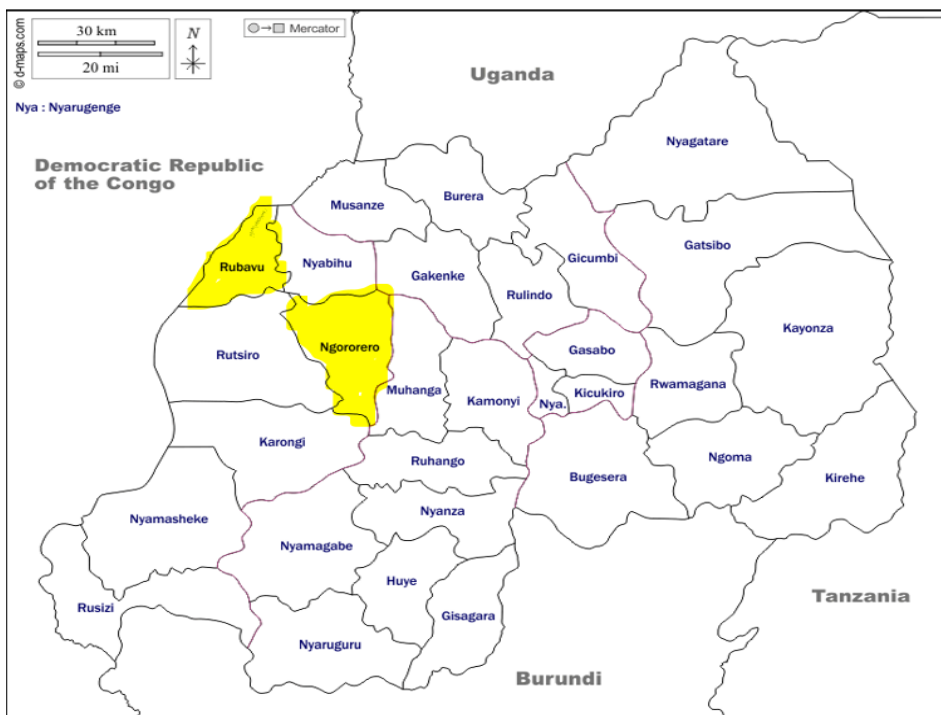 30 km
20 mi
© d-maps.com
N
Mercator
Nya : Nyarugenge
Uganda
Democratic Republic
of the Congo
Nyagatare
Musanze
Burera
Rubavu
Nyabihu
Gakenke
Gicumbi
Gatsibo
Rulindo
Kayonza
Rutsiro
Ngororero
Gasabo
Muhanga
Kamonyi
Nya.
Kicukiro
Rwamagana
Karongi
Ruhango
Bugesera
Ngoma
Kirehe
Nyamasheke
Nyanza
Nyamagabe
Huye
Rusizi
Gisagara
Tanzania
Nyaruguru
Burundi